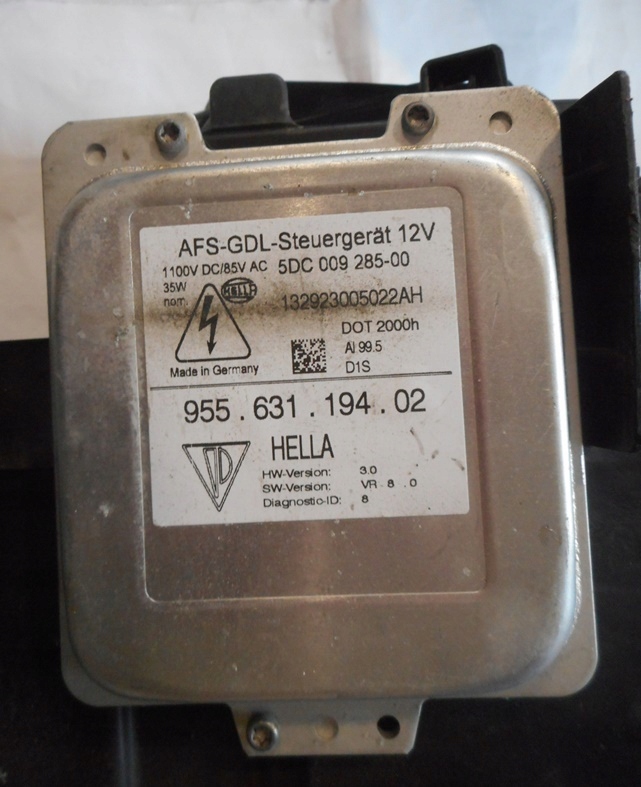 AFS-GDL-Steuergerät 12V
1100V DC/85V AC 5DC 009 285-00
35W
nom
HELLA
132923005022AH
DOT 2000h
Al 99.5
D1S
Made in Germany
955.631.194.02
HELLA
HW-Version: 3.0
SW-Version: VR 8 .0
Diagnostic-ID: 8